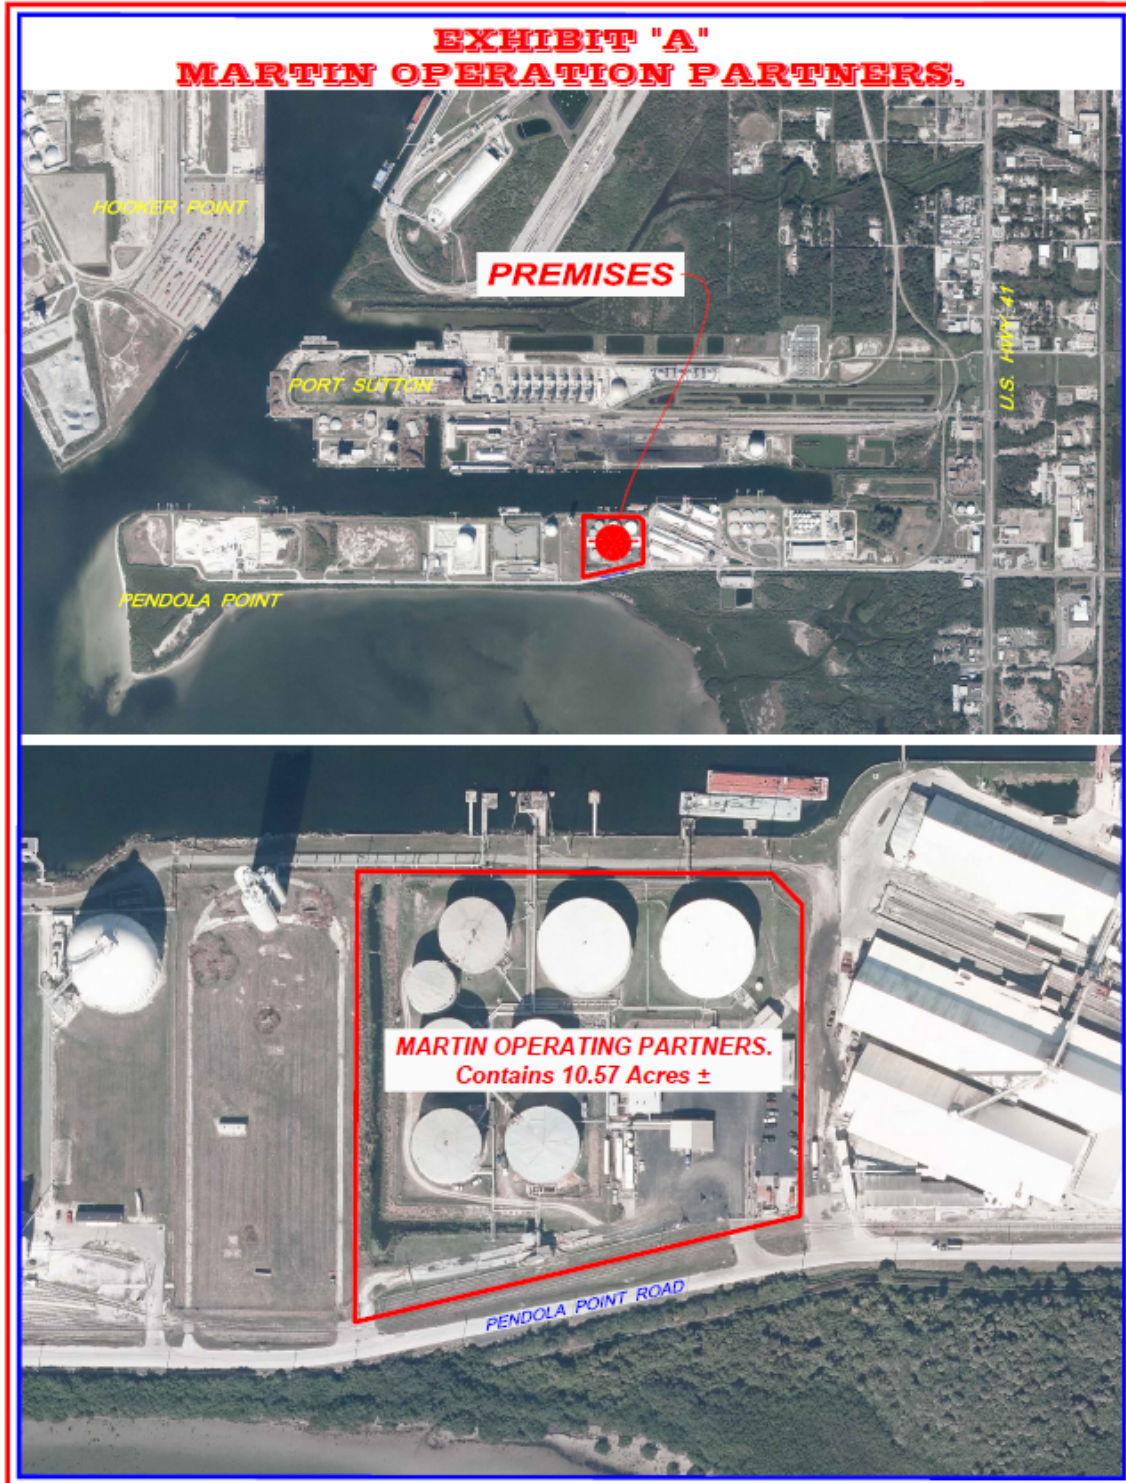 EXHIBIT "A"
MARTIN OPERATION PARTNERS.
HOOKER POINT
PREMISES
PORT SUTTON
U.S. HWY 41
PENDOLA POINT
MARTIN OPERATING PARTNERS.
Contains 10.57 Acres ±
PENDOLA POINT ROAD